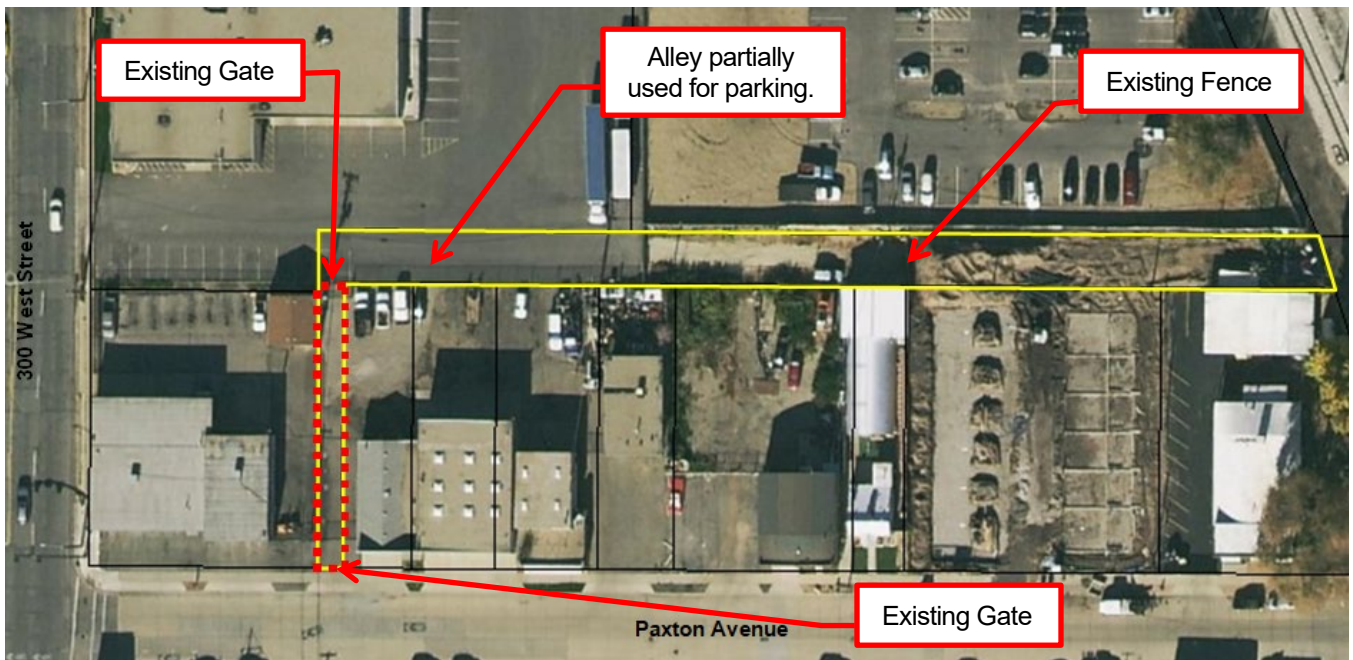 Existing Gate
Alley partially
used for parking.
Existing Fence
300 West Street
Existing Gate
Paxton Avenue